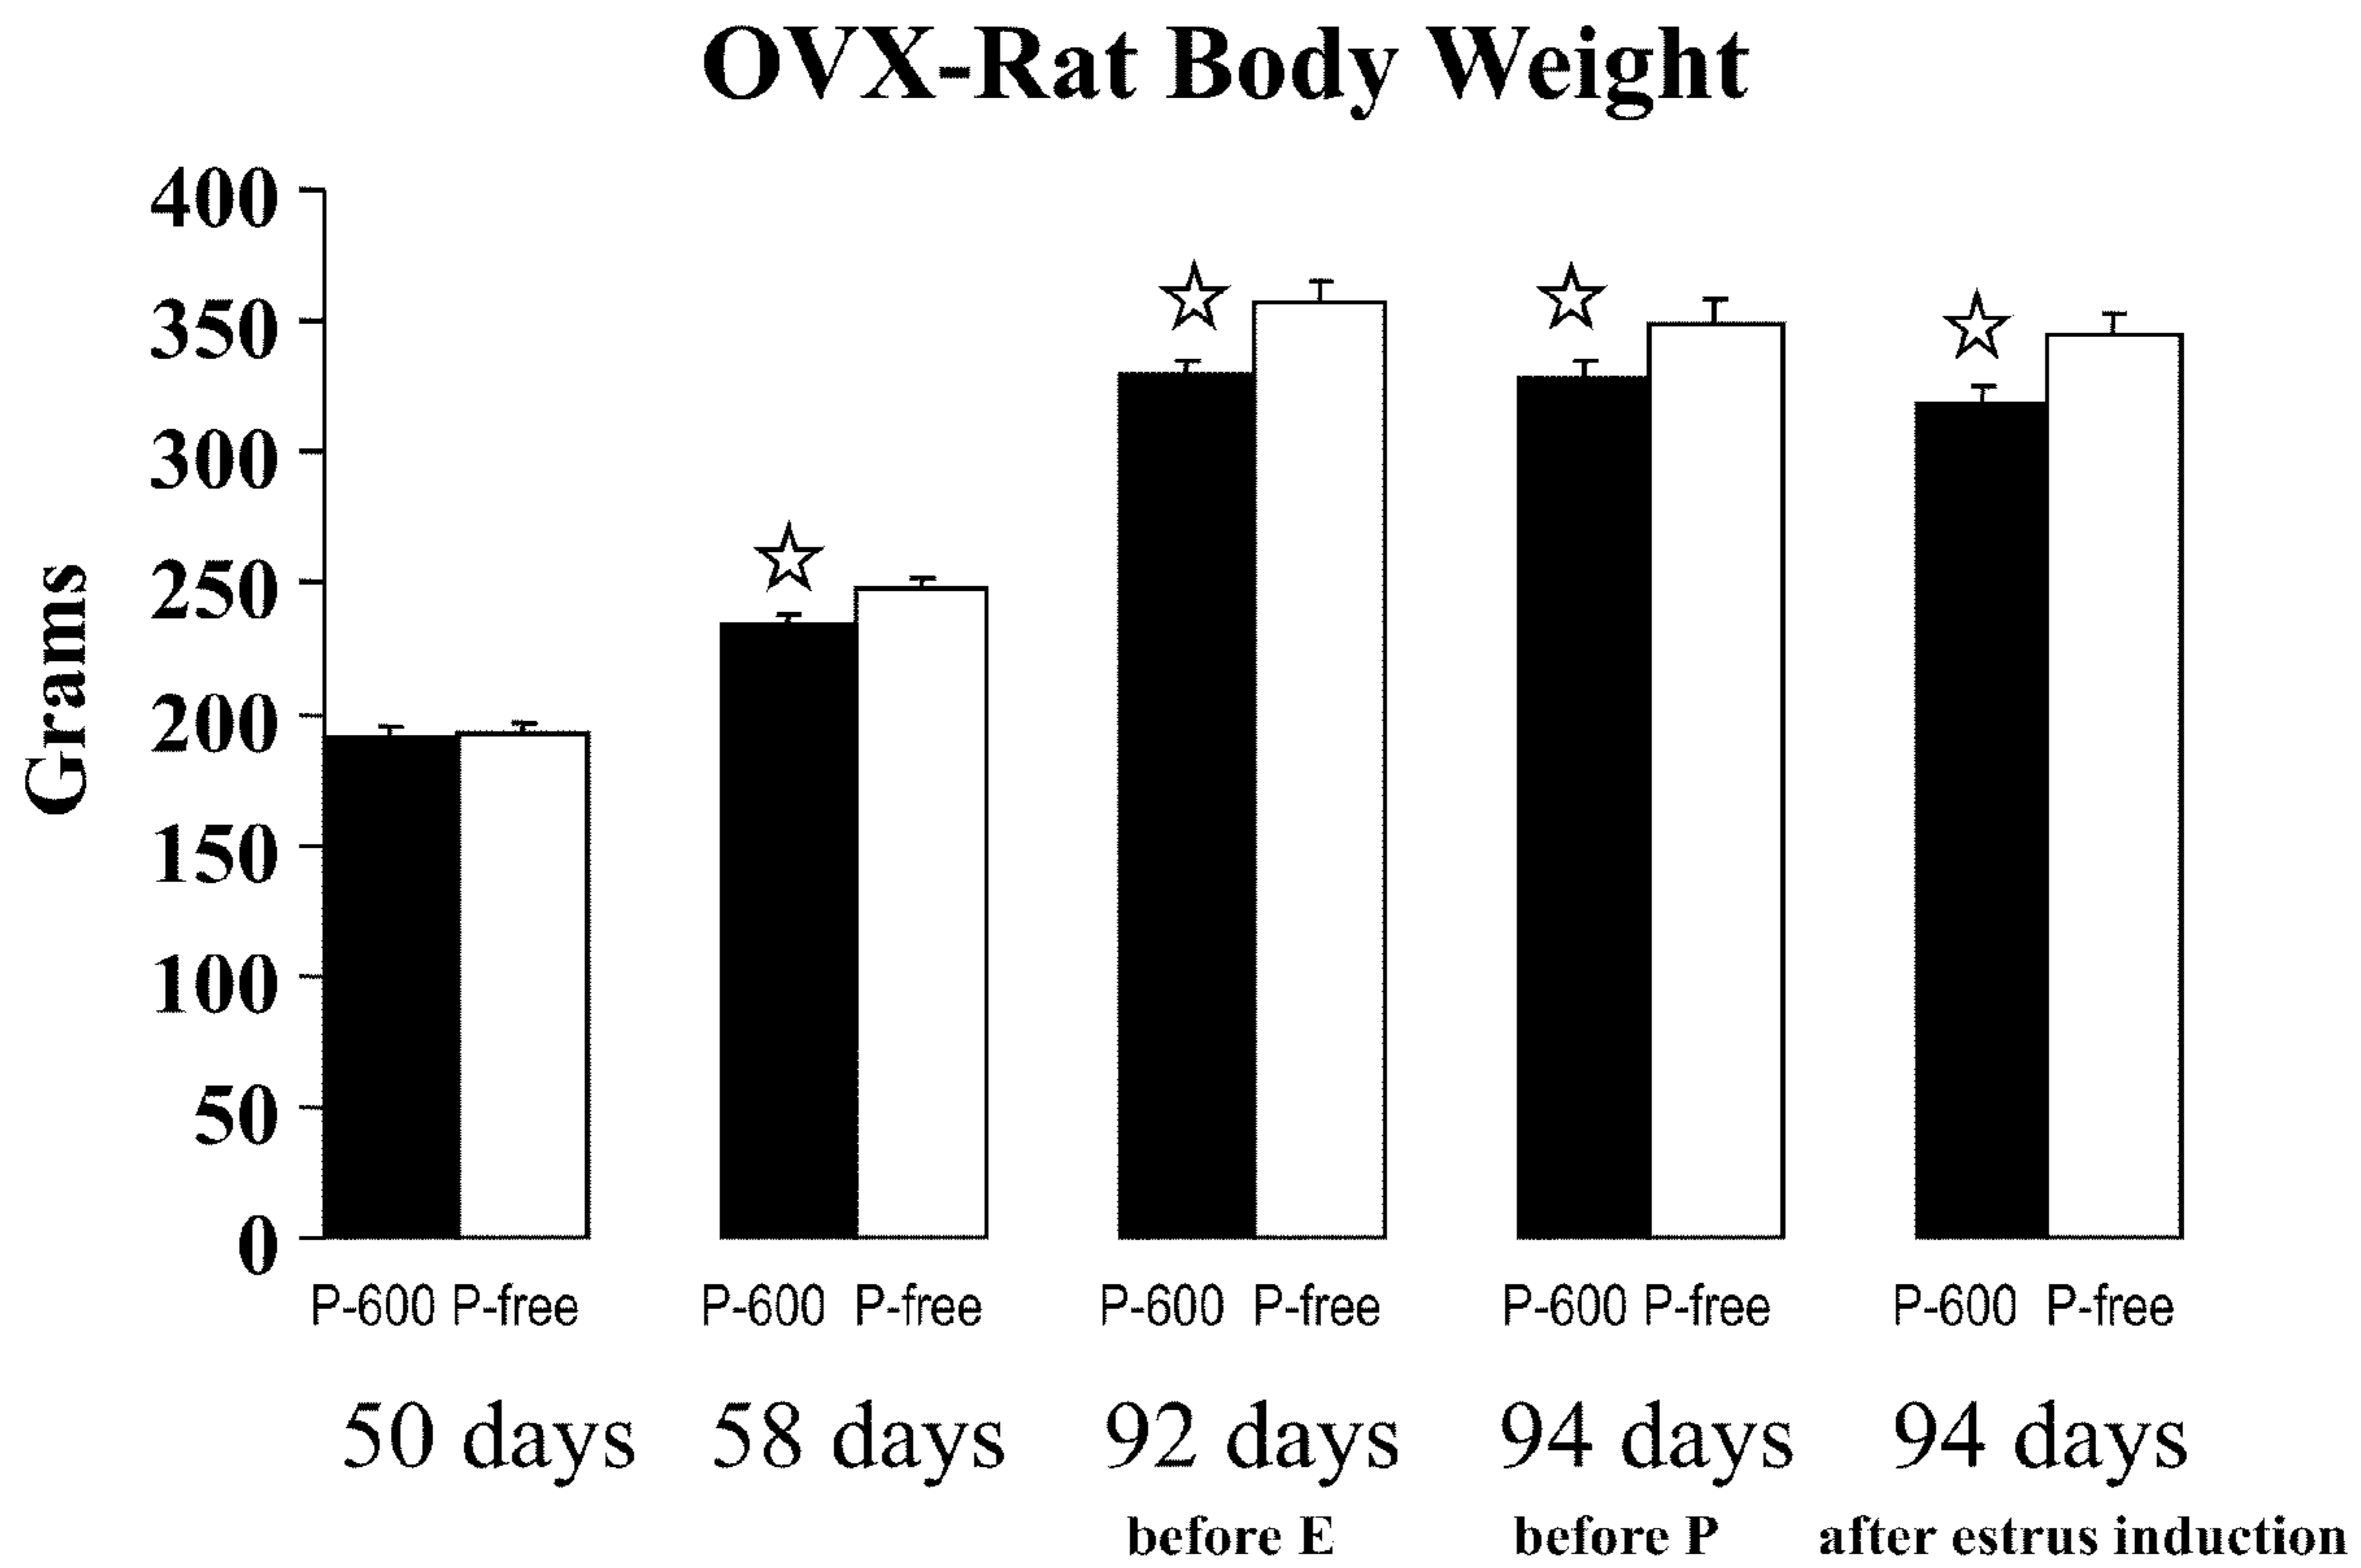 OVX-Rat Body Weight
400
350
300
250
200
150
100
50
0
Grams
P-600 P-free P-600 P-free P-600 P-free P-600 P-free P-600 P-free
50 days 58 days 92 days 94 days 94 days
before E before P after estrus induction